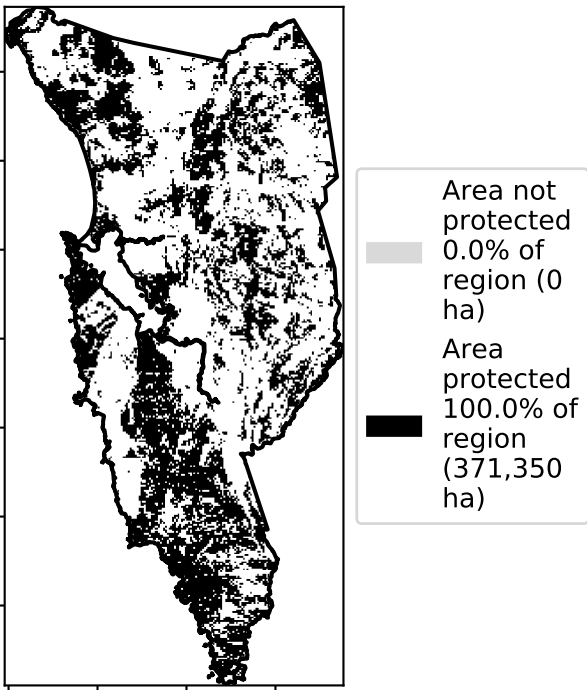 Area not
protected
0.0% of
region (0
ha)
Area
protected
100.0% of
region
(371,350
ha)